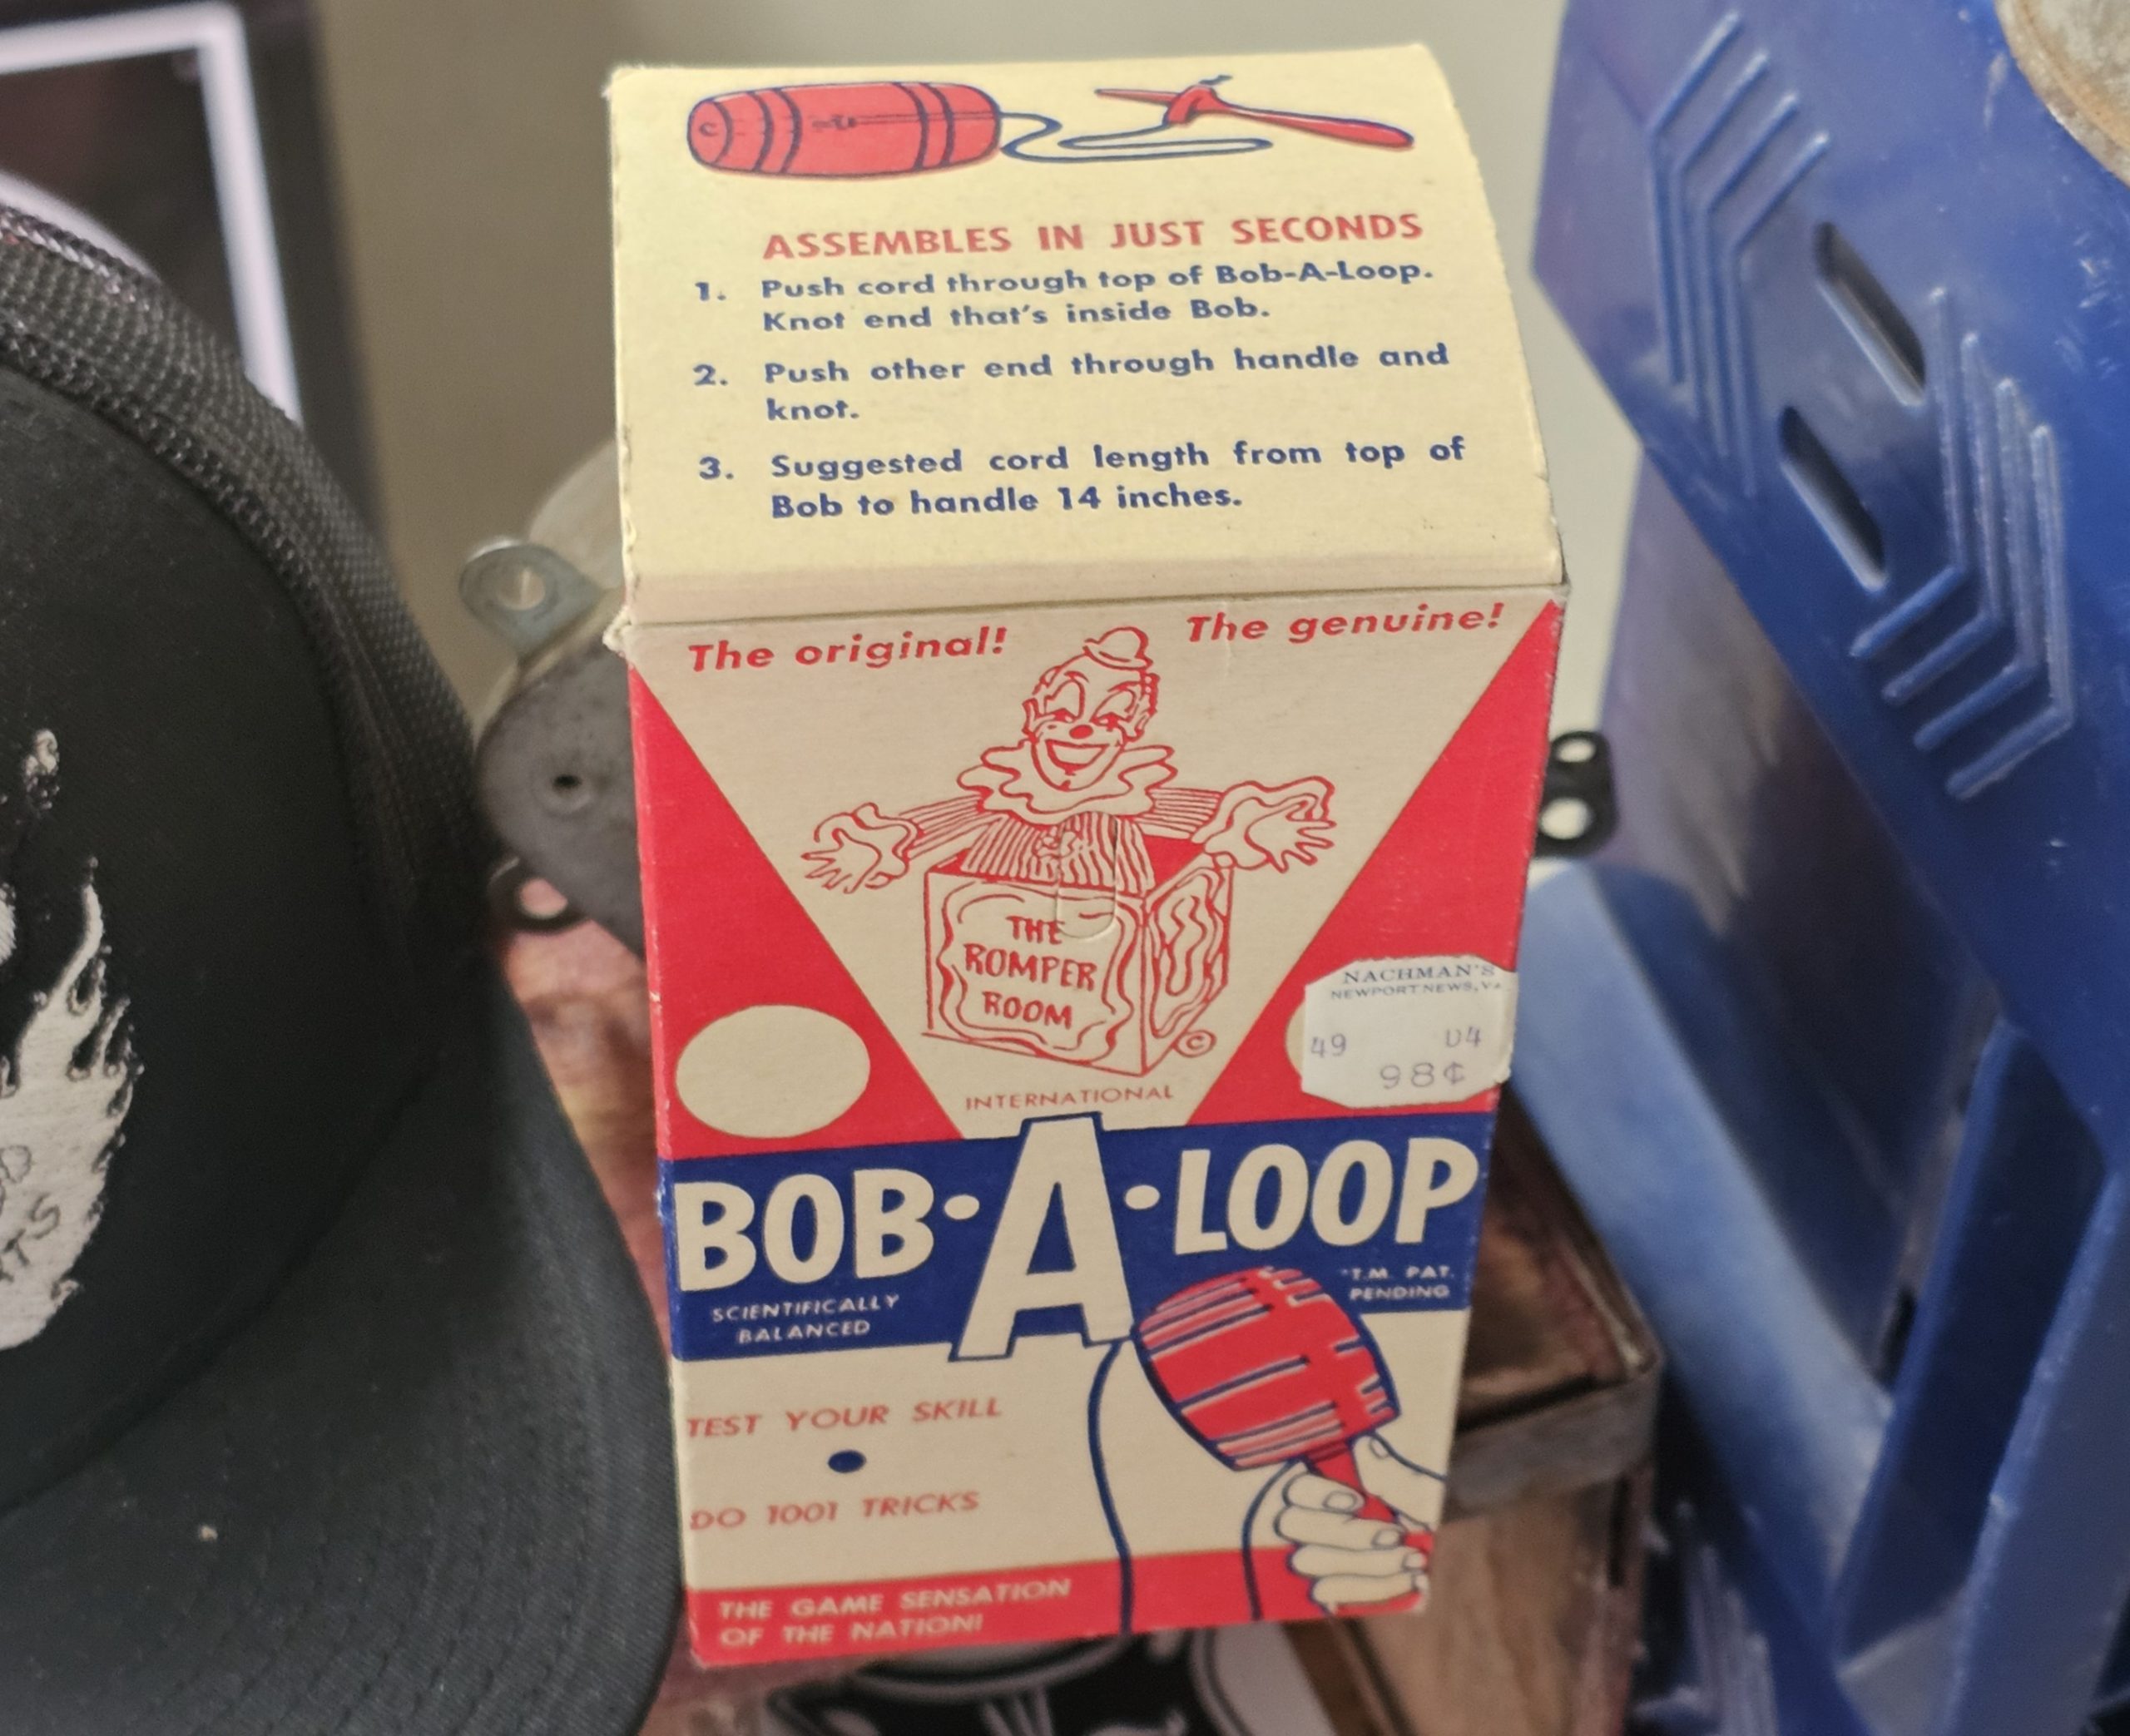 ASSEMBLES IN JUST SECONDS
1. Push cord through top of Bob-A-Loop.
Knot end that's inside Bob.
2. Push other end through handle and
knot.
3. Suggested cord length from top of
Bob to handle 14 inches.
The original! The genuine!
THE
ROMPER
ROOM
©
INTERNATIONAL
NACHMAN'S
NEWPORT NEWS, VA
49 D4
98¢
BOB·A·LOOP
SCIENTIFICALLY
BALANCED
T.M. PAT.
PENDING
TEST YOUR SKILL
DO 1001 TRICKS
THE GAME SENSATION
OF THE NATION!